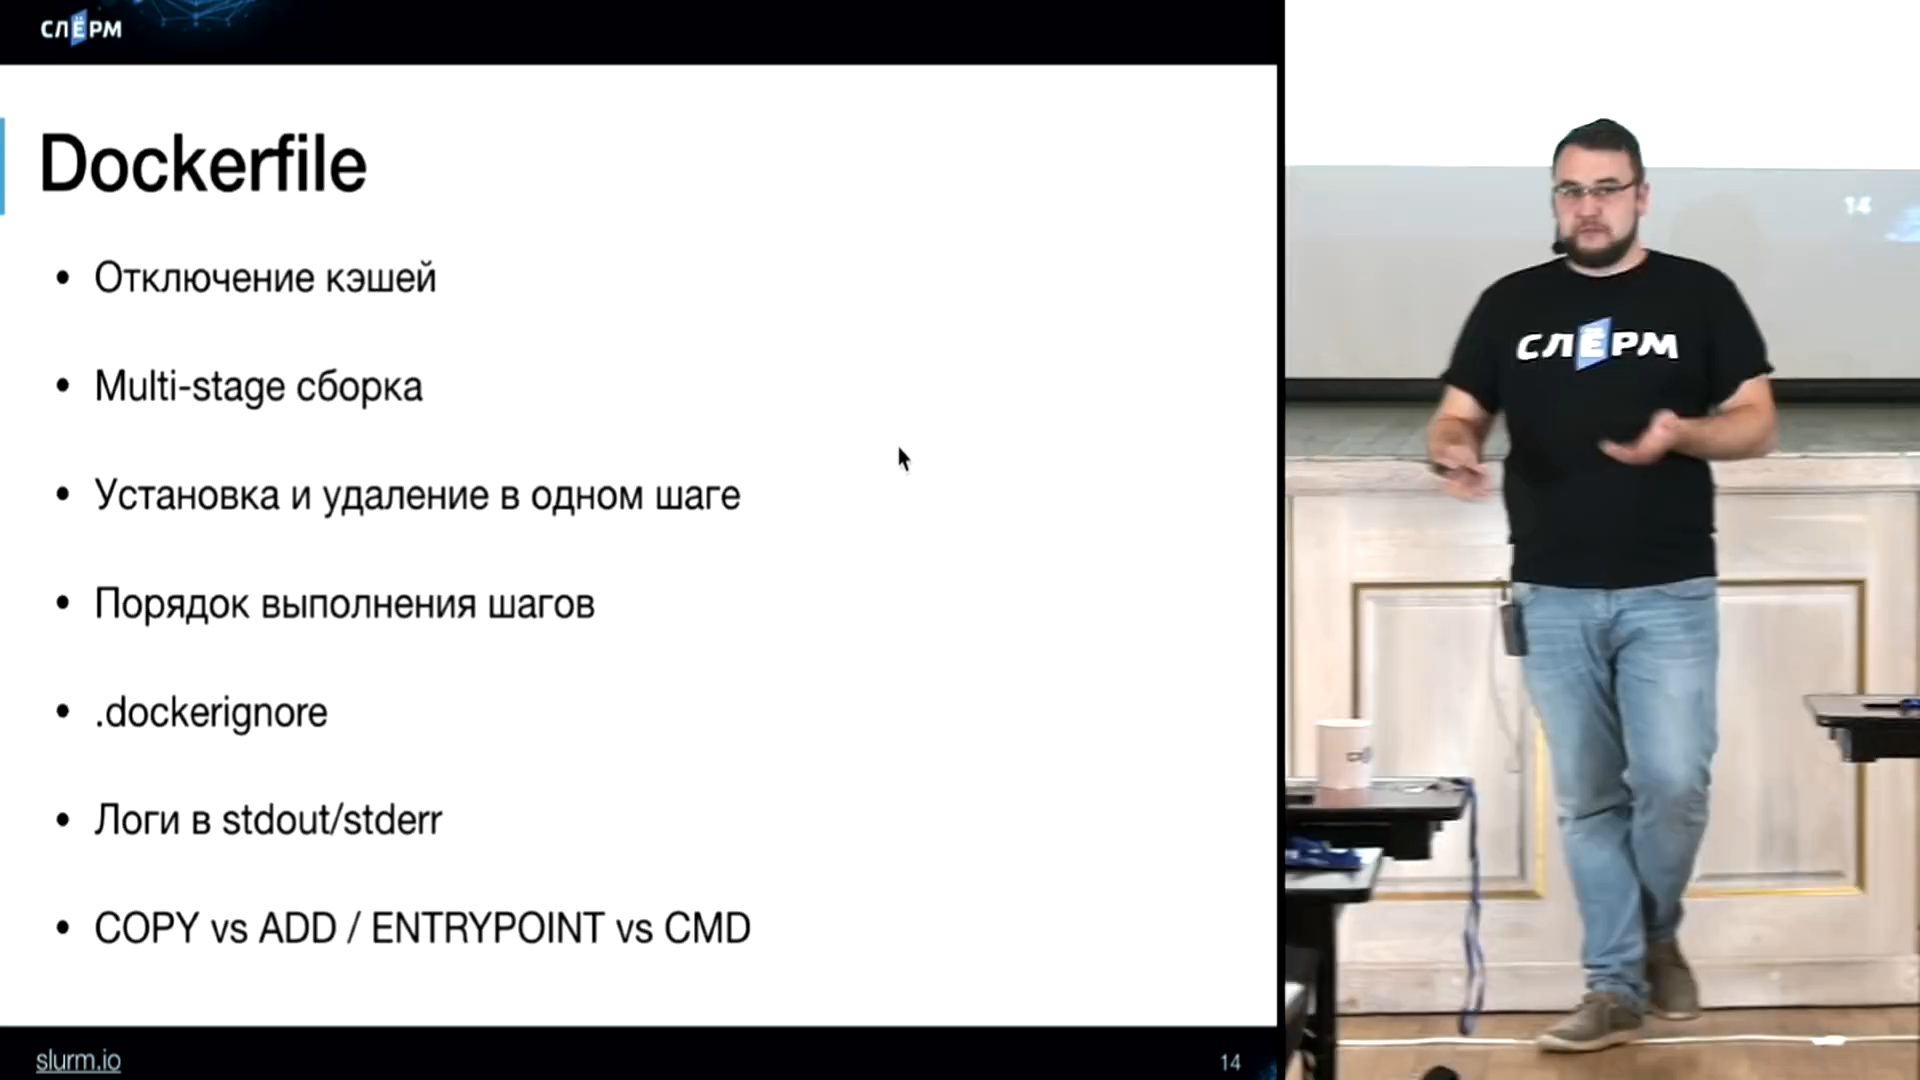 СЛЁРМ
Dockerfile
• Отключение кэшей
• Multi-stage сборка
• Установка и удаление в одном шаге
• Порядок выполнения шагов
• .dockerignore
• Логи в stdout/stderr
• COPY vs ADD / ENTRYPOINT vs CMD
slurm.io
14
14
СЛЁРМ